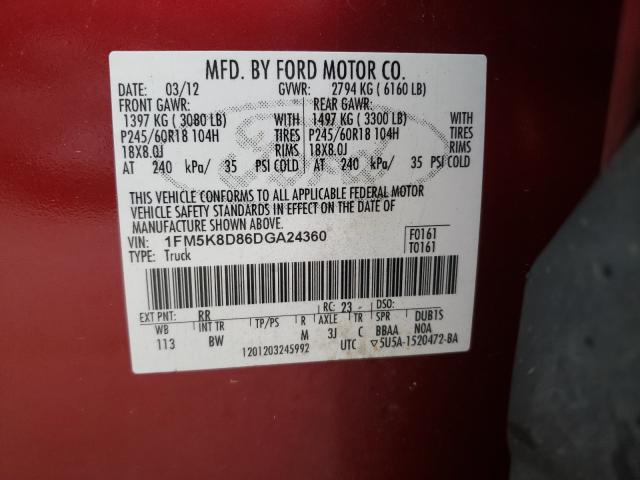 MFD. BY FORD MOTOR CO.
DATE: 03/12 GVWR: 2794 KG ( 6160 LB)
FRONT GAWR: REAR GAWR:
1397 KG ( 3080 LB) WITH 1497 KG ( 3300 LB) WITH
P245/60R18 104H TIRES P245/60R18 104H TIRES
18X8.0J RIMS 18X8.0J RIMS
AT 240 kPa/ 35 PSI COLD AT 240 kPa/ 35 PSI COLD
Ford
THIS VEHICLE CONFORMS TO ALL APPLICABLE FEDERAL MOTOR
VEHICLE SAFETY STANDARDS IN EFFECT ON THE DATE OF
MANUFACTURE SHOWN ABOVE.
VIN: 1FM5K8D86DGA24360 F0161
TYPE: Truck T0161
EXT PNT: RR RC: 23 - DSO:
WB INT TR TP/PS R AXLE TR SPR DUB1S
113 BW M 3J C BBAA N0A
1201203245992 UTC ▽5U5A-1520472-BA